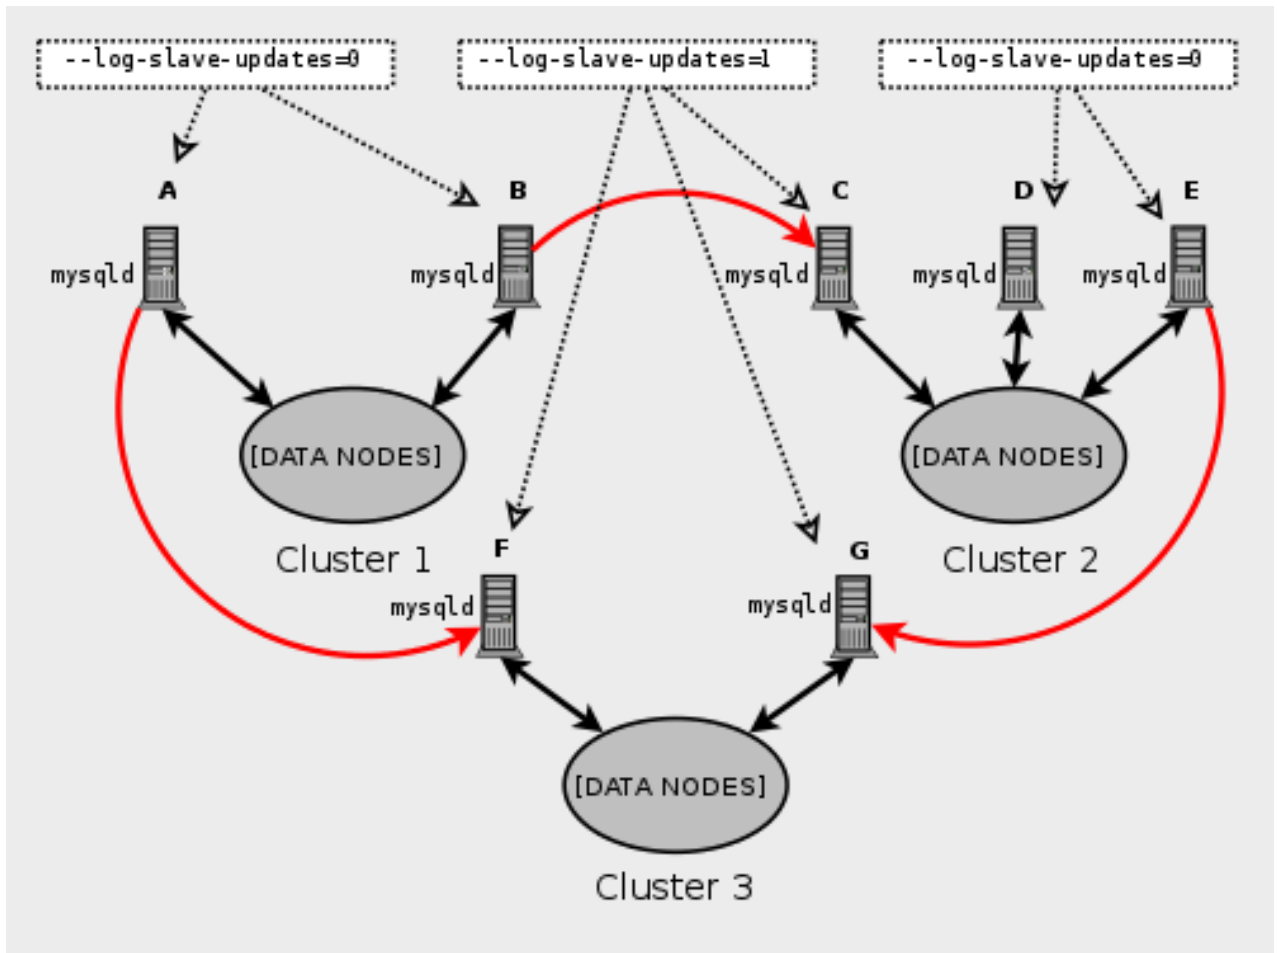 --log-slave-updates=0
--log-slave-updates=1
--log-slave-updates=0
A
B
C
D
E
mysqld
mysqld
mysqld
mysqld
mysqld
[DATA NODES]
[DATA NODES]
Cluster 1
Cluster 2
F
G
mysqld
mysqld
[DATA NODES]
Cluster 3